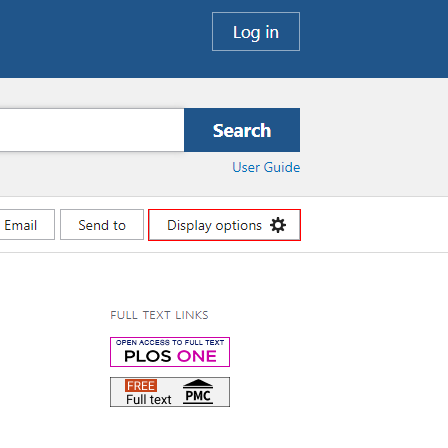 Log in
Search
User Guide
Email
Send to
Display options
FULL TEXT LINKS
OPEN ACCESS TO FULL TEXT
PLOS ONE
FREE
Full text
PMC